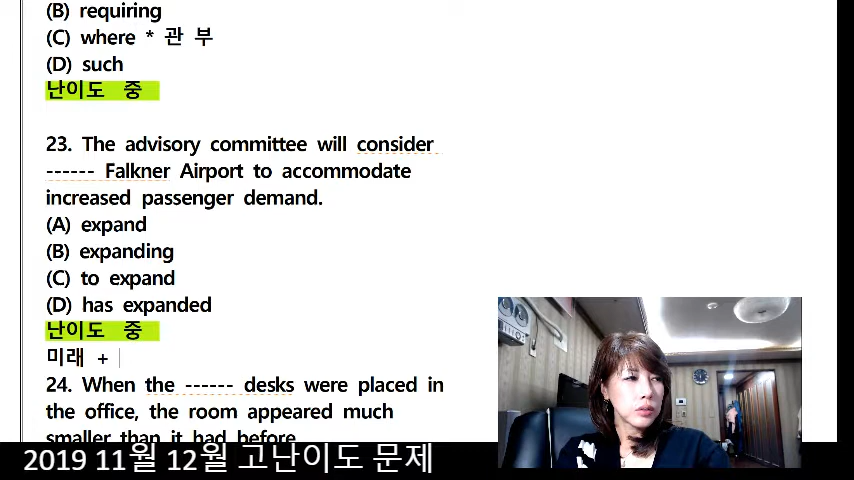 (B) requiring
(C) where * 관 부
(D) such
난이도 중
23. The advisory committee will consider
------ Falkner Airport to accommodate
increased passenger demand.
(A) expand
(B) expanding
(C) to expand
(D) has expanded
난이도 중
미래 +
24. When the ------ desks were placed in
the office, the room appeared much
smaller than it had before
2019 11월 12월 고난이도 문제